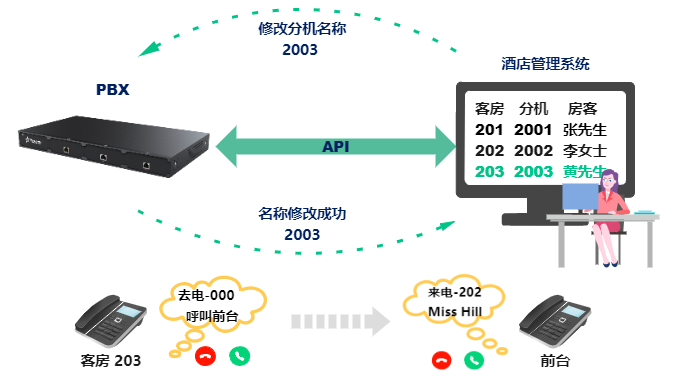 修改分机名称
2003
酒店管理系统
PBX
客房 分机 房客
201 2001 张先生
202 2002 李女士
203 2003 黄先生
API
名称修改成功
2003
去电-000
呼叫前台
来电-202
Miss Hill
客房 203
前台